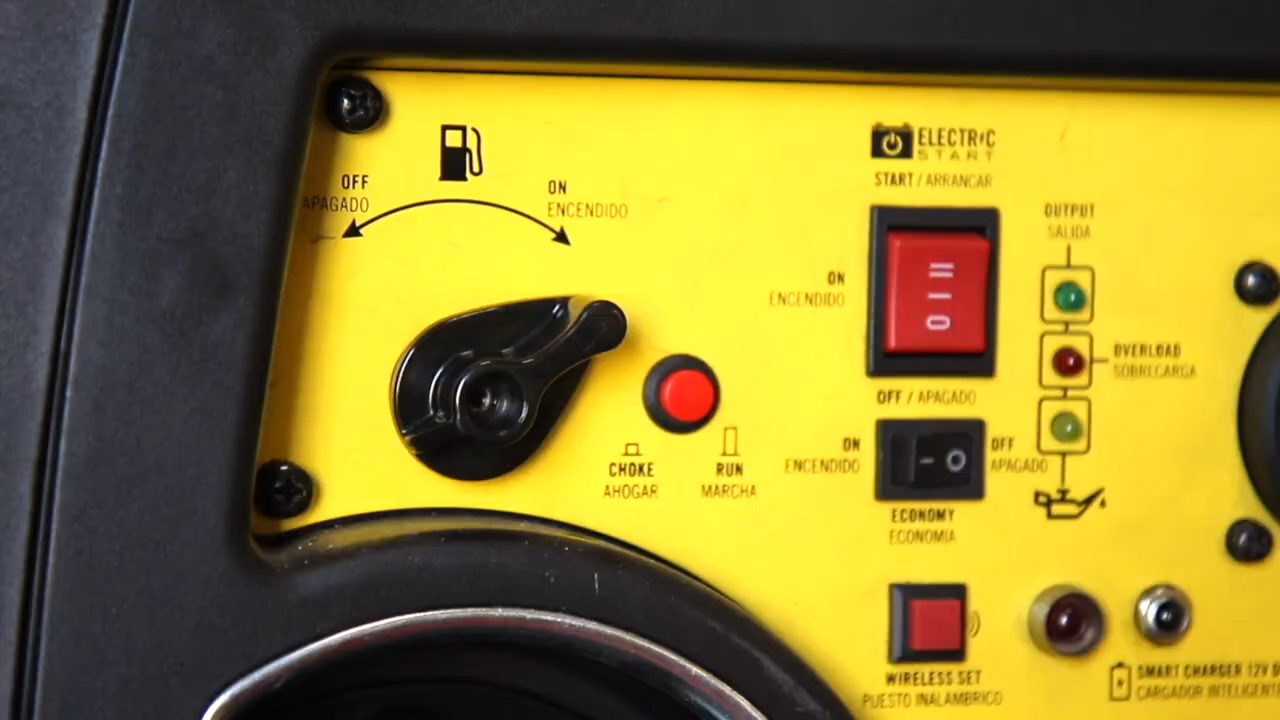 OFF
APAGADO
ON
ENCENDIDO
ELECTRIC
START
START / ARRANCAR
ON
ENCENDIDO
OFF / APAGADO
OUTPUT
SALIDA
OVERLOAD
SOBRECARGA
CHOKE
AHOGAR
RUN
MARCHA
ON
ENCENDIDO
OFF
APAGADO
ECONOMY
ECONOMIA
WIRELESS SET
PUESTO INALAMBRICO
SMART CHARGER 12V
CARGADOR INTELIGENTE